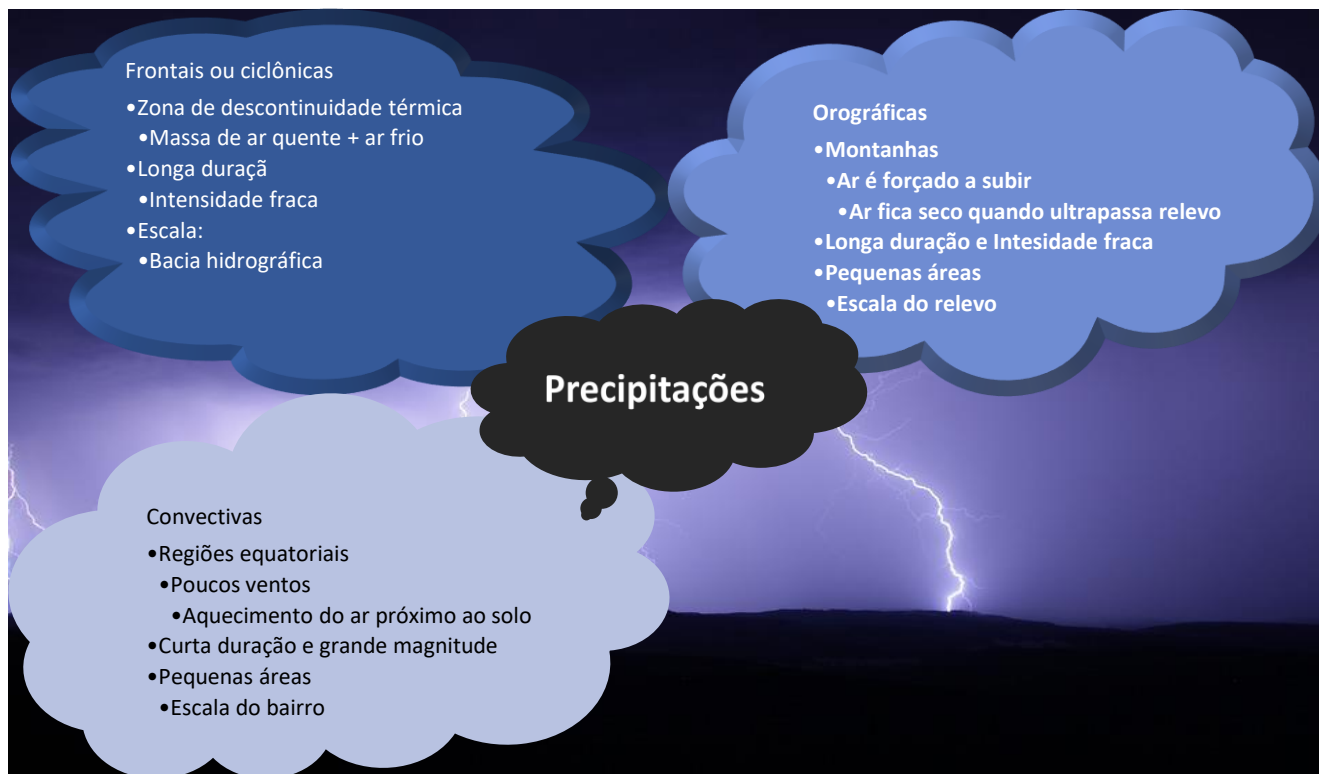 Frontais ou ciclônicas
•Zona de descontinuidade térmica
•Massa de ar quente + ar frio
•Longa duraçã
•Intensidade fraca
•Escala:
•Bacia hidrográfica
Orográficas
•Montanhas
•Ar é forçado a subir
•Ar fica seco quando ultrapassa relevo
•Longa duração e Intesidade fraca
•Pequenas áreas
•Escala do relevo
Precipitações
Convectivas
•Regiões equatoriais
•Poucos ventos
•Aquecimento do ar próximo ao solo
•Curta duração e grande magnitude
•Pequenas áreas
•Escala do bairro